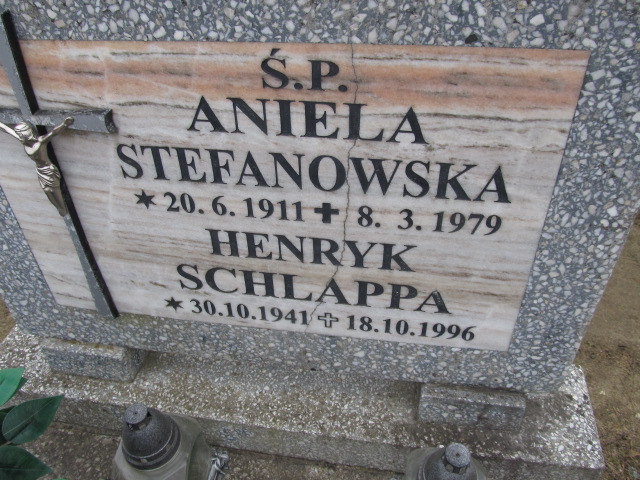 Ś.P.
ANIELA
STEFANOWSKA
✶ 20. 6. 1911 ✝ 8. 3. 1979
HENRYK
SCHLAPPA
✶ 30.10.1941 ✝ 18.10.1996